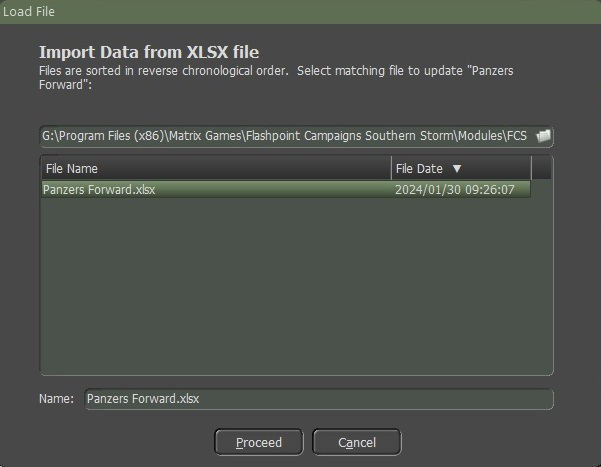 Load File
Import Data from XLSX file
Files are sorted in reverse chronological order.  Select matching file to update "Panzers
Forward":
G:\Program Files (x86)\Matrix Games\Flashpoint Campaigns Southern Storm\Modules\FCS
File Name File Date ▼
Panzers Forward.xlsx 2024/01/30 09:26:07
Name: Panzers Forward.xlsx
Proceed Cancel